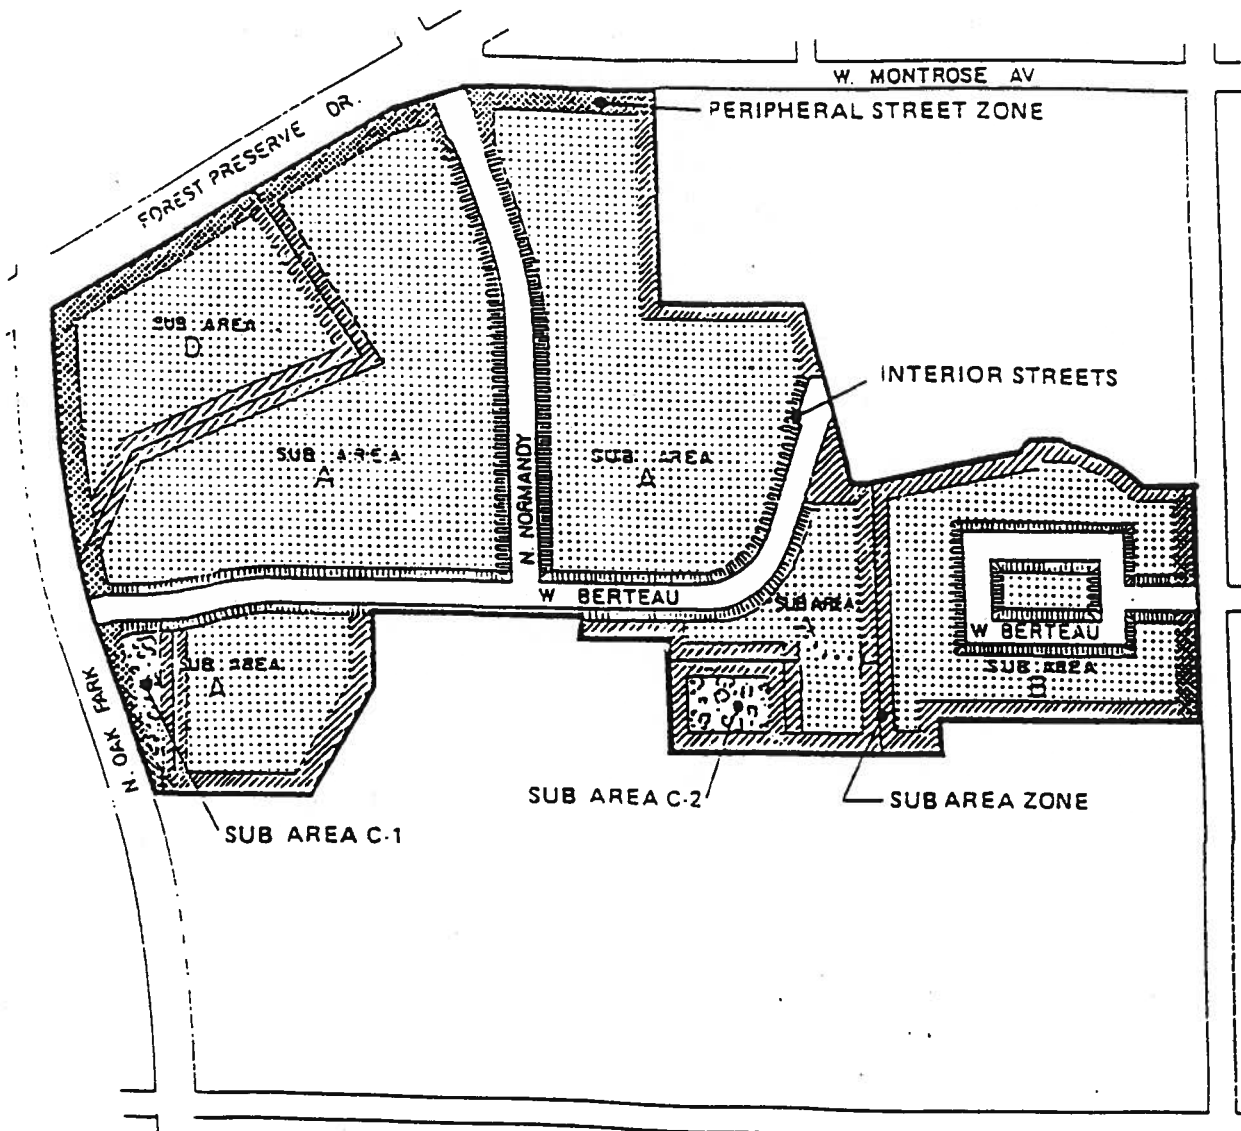 W. MONTROSE AV
PERIPHERAL STREET ZONE
FOREST PRESERVE DR.
SUB AREA
D
INTERIOR STREETS
SUB AREA
A
SUB AREA
A
N NORMANDY
W BERTEAU
SUB AREA
A
W BERTEAU
SUB AREA
B
SUB AREA
A
N. OAK PARK
SUB AREA C-2
SUB AREA ZONE
SUB AREA C-1